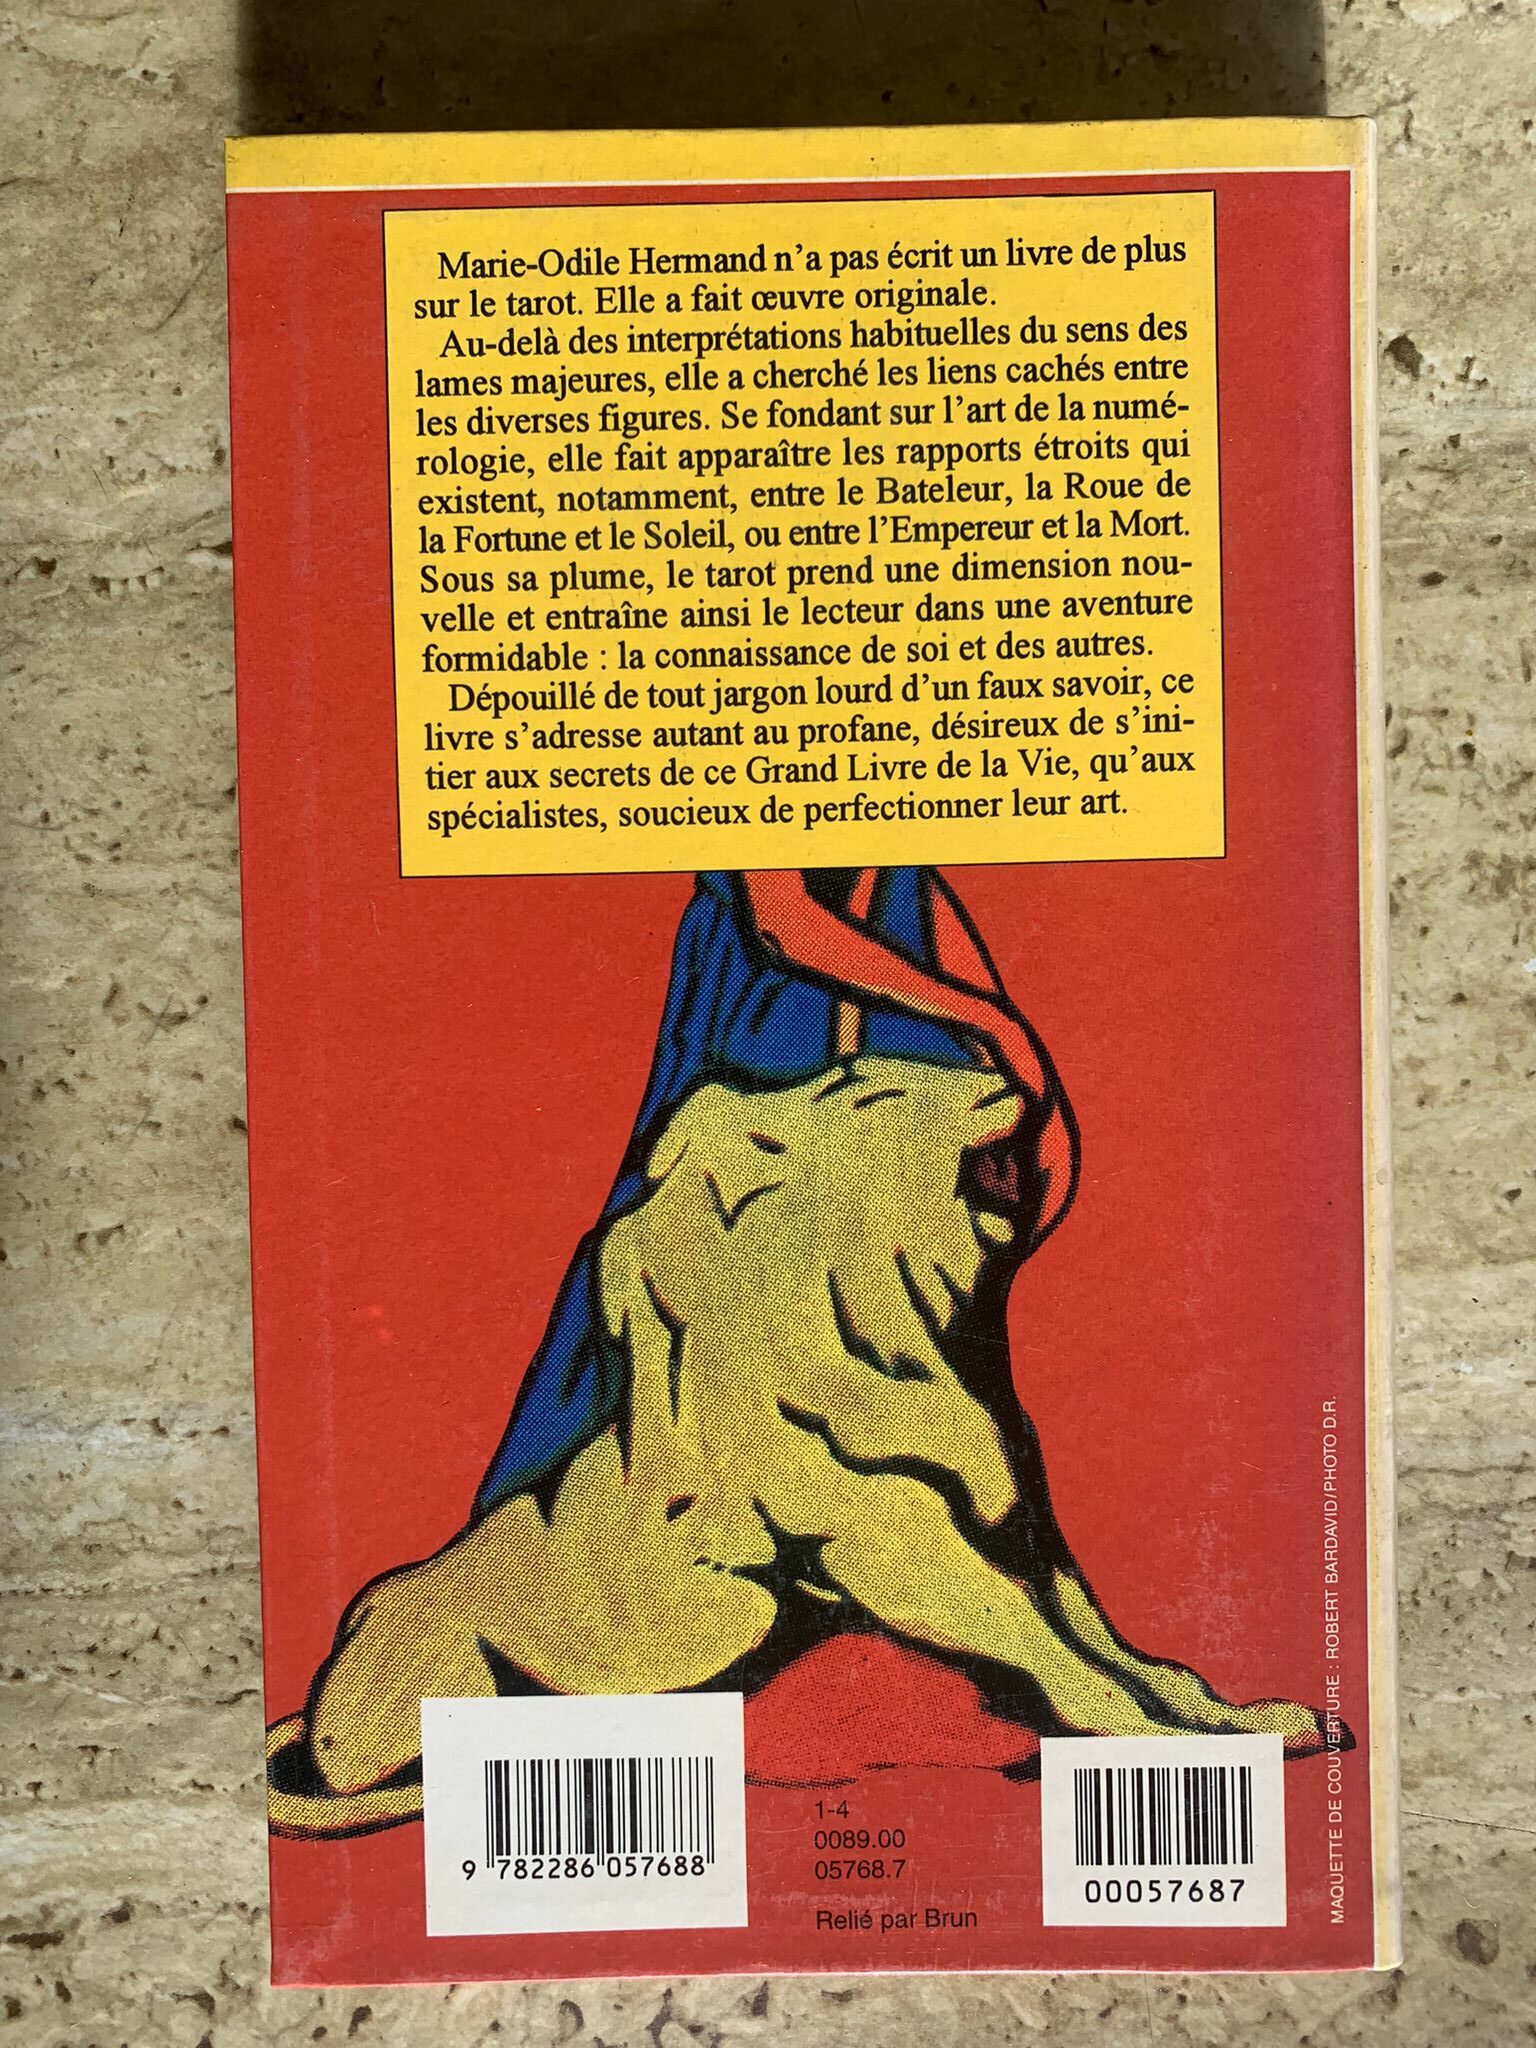 Marie-Odile Hermand n'a pas écrit un livre de plus
sur le tarot. Elle a fait œuvre originale.
Au-delà des interprétations habituelles du sens des
lames majeures, elle a cherché les liens cachés entre
les diverses figures. Se fondant sur l'art de la numé-
rologie, elle fait apparaître les rapports étroits qui
existent, notamment, entre le Bateleur, la Roue de
la Fortune et le Soleil, ou entre l'Empereur et la Mort.
Sous sa plume, le tarot prend une dimension nou-
velle et entraîne ainsi le lecteur dans une aventure
formidable : la connaissance de soi et des autres.
Dépouillé de tout jargon lourd d'un faux savoir, ce
livre s'adresse autant au profane, désireux de s'ini-
tier aux secrets de ce Grand Livre de la Vie, qu'aux
spécialistes, soucieux de perfectionner leur art.
MAQUETTE DE COUVERTURE : ROBERT BARDAVID/PHOTO D.R.
9 782286 057688
1-4
0089.00
05768.7
Relié par Brun
00057687